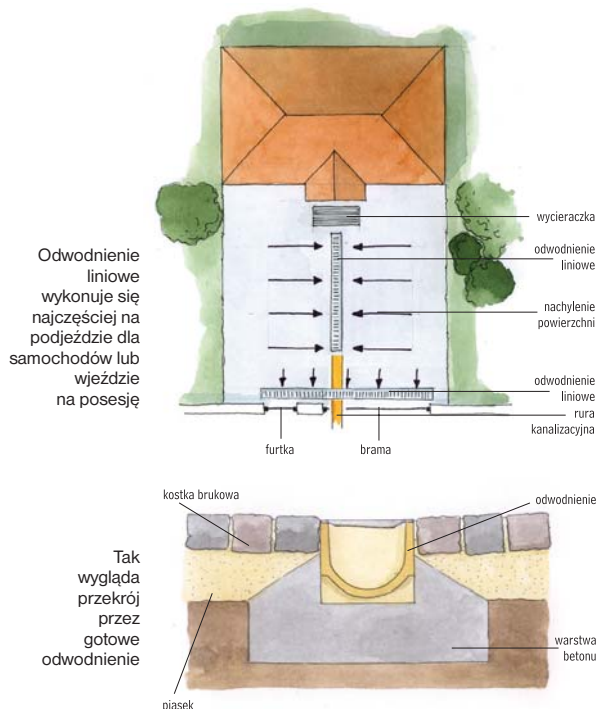 Odwodnienie
liniowe
wykonuje się
najczęściej na
podjeździe dla
samochodów lub
wjeździe
na posesję
wycieraczka
odwodnienie
liniowe
nachylenie
powierzchni
odwodnienie
liniowe
rura
kanalizacyjna
furtka
brama
Tak
wygląda
przekrój
przez
gotowe
odwodnienie
kostka brukowa
odwodnienie
warstwa
betonu
piasek